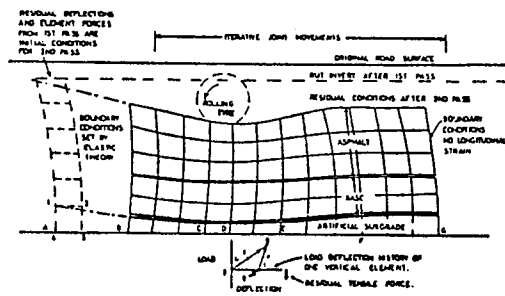 RESIDUAL DEFLECTIONS
AND ELEMENT FORCES
FROM 1ST PASS ARE
INITIAL CONDITIONS
FOR 2ND PASS
ITERATIVE JOINT MOVEMENTS
ORIGINAL ROAD SURFACE
RUT INVERT AFTER 1ST PASS
ROLLING
TYRE
RESIDUAL CONDITIONS AFTER 2ND PASS
BOUNDARY
CONDITIONS
SET BY
ELASTIC
THEORY
ASPHALT
BOUNDARY
CONDITIONS
NO LONGITUDINAL
STRAIN
BASE
ARTIFICIAL SUBGRADE
A
B
C
D
E
F
G
LOAD
LOAD DEFLECTION HISTORY OF
ONE VERTICAL ELEMENT.
RESIDUAL TENSILE FORCE.
DEFLECTION